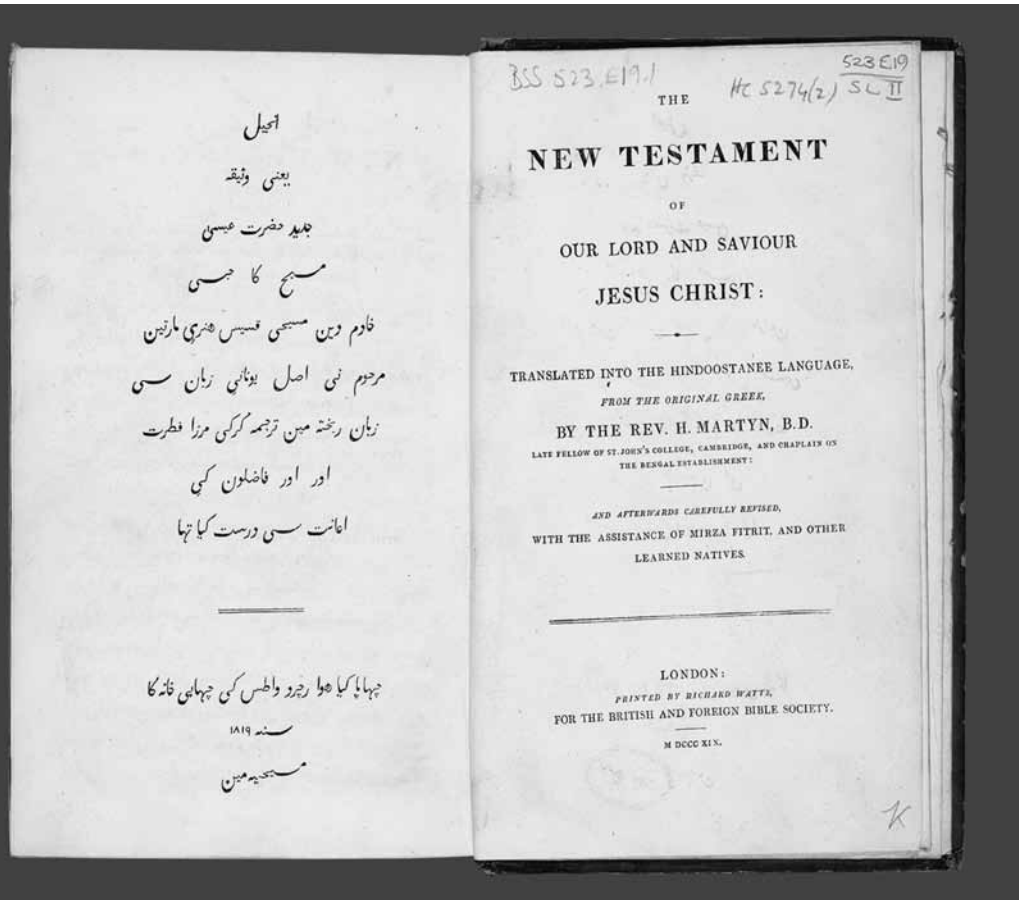 انجیل
یعنی وثیقہ
جدید حضرت عیسیٰ
مسیح کا جسی
خادم دین مسیحی قسیس ھنری مارتین
مرحوم نی اصل یونانی زبان سی
زبان ریختہ مین ترجمہ کرکی مرزا فطرت
اور اور فاضلون کی
اعانت سی درست کیا تہا
چہاپا کیا ھوا رچرد واطس کی چہاپی خانہ کا
سنہ ۱۸۱۹
مسیحیہ مین
BSS 523.E19.1
HC 5274(2)
523 E19
SL II
THE
NEW TESTAMENT
OF
OUR LORD AND SAVIOUR
JESUS CHRIST:
TRANSLATED INTO THE HINDOOSTANEE LANGUAGE,
FROM THE ORIGINAL GREEK,
BY THE REV. H. MARTYN, B.D.
LATE FELLOW OF ST. JOHN'S COLLEGE, CAMBRIDGE, AND CHAPLAIN ON
THE BENGAL ESTABLISHMENT:
AND AFTERWARDS CAREFULLY REVISED,
WITH THE ASSISTANCE OF MIRZA FITRIT, AND OTHER
LEARNED NATIVES.
LONDON:
PRINTED BY RICHARD WATTS,
FOR THE BRITISH AND FOREIGN BIBLE SOCIETY.
M DCCC XIX.
K